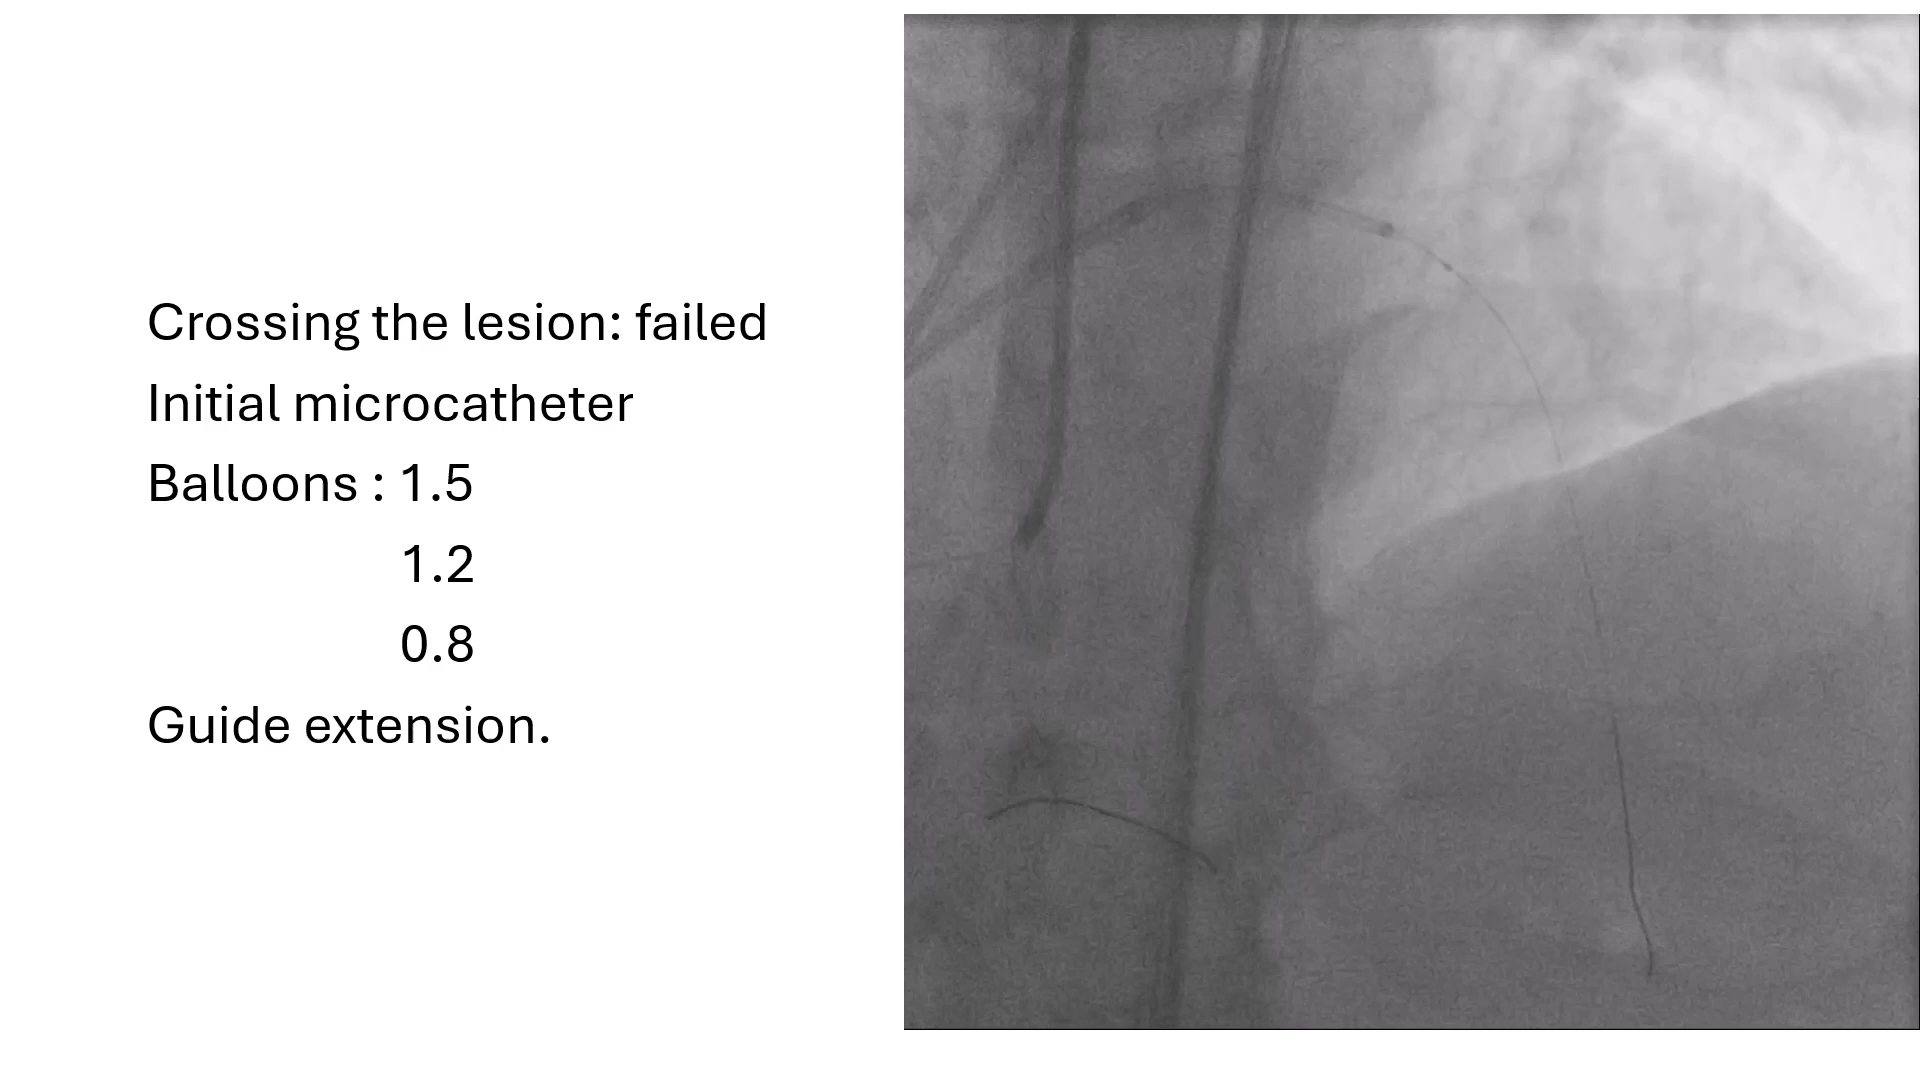 Crossing the lesion: failed
Initial microcatheter
Balloons : 1.5
1.2
0.8
Guide extension.